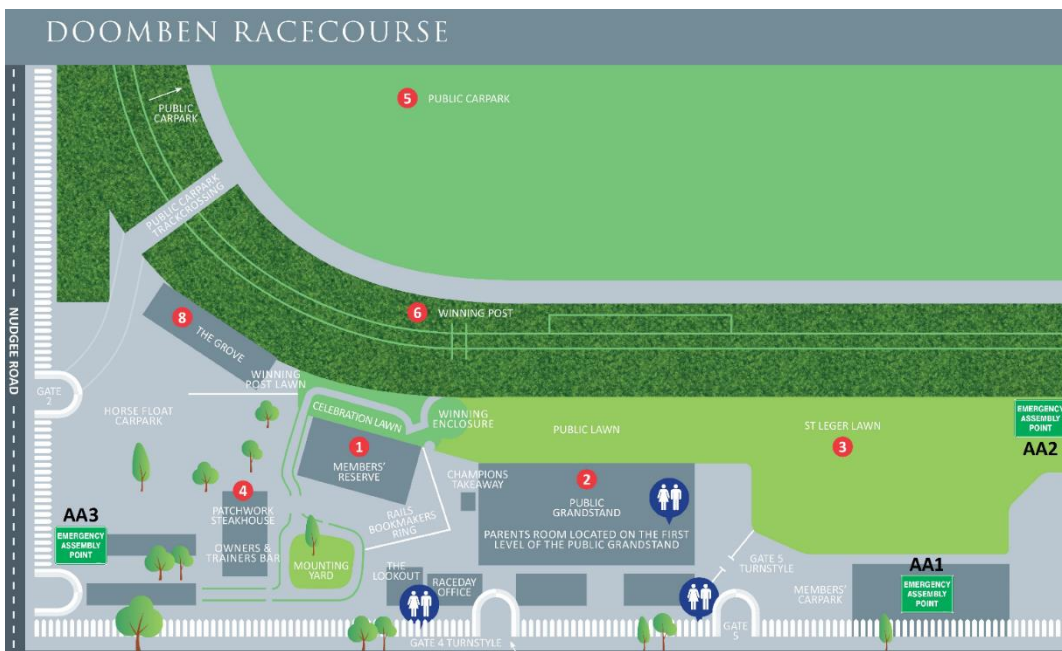 DOOMBEN RACECOURSE
5 PUBLIC CARPARK
PUBLIC
CARPARK
PUBLIC CARPARK
TRACKCROSSING
NUDGEE ROAD
6 WINNING POST
8
THE GROVE
WINNING
POST LAWN
GATE
2
HORSE FLOAT
CARPARK
CELEBRATION LAWN
WINNING
ENCLOSURE
PUBLIC LAWN
ST LEGER LAWN
3
EMERGENCY
ASSEMBLY
POINT
AA2
1
MEMBERS'
RESERVE
CHAMPIONS
TAKEAWAY
2
PUBLIC
GRANDSTAND
PARENTS ROOM LOCATED ON THE FIRST
LEVEL OF THE PUBLIC GRANDSTAND
4
PATCHWORK
STEAKHOUSE
OWNERS &
TRAINERS BAR
RAILS
BOOKMAKERS
RING
AA3
EMERGENCY
ASSEMBLY
POINT
MOUNTING
YARD
THE
LOOKOUT
RACEDAY
OFFICE
GATE 5
TURNSTYLE
MEMBERS'
CARPARK
AA1
EMERGENCY
ASSEMBLY
POINT
GATE 4 TURNSTYLE
GATE
5